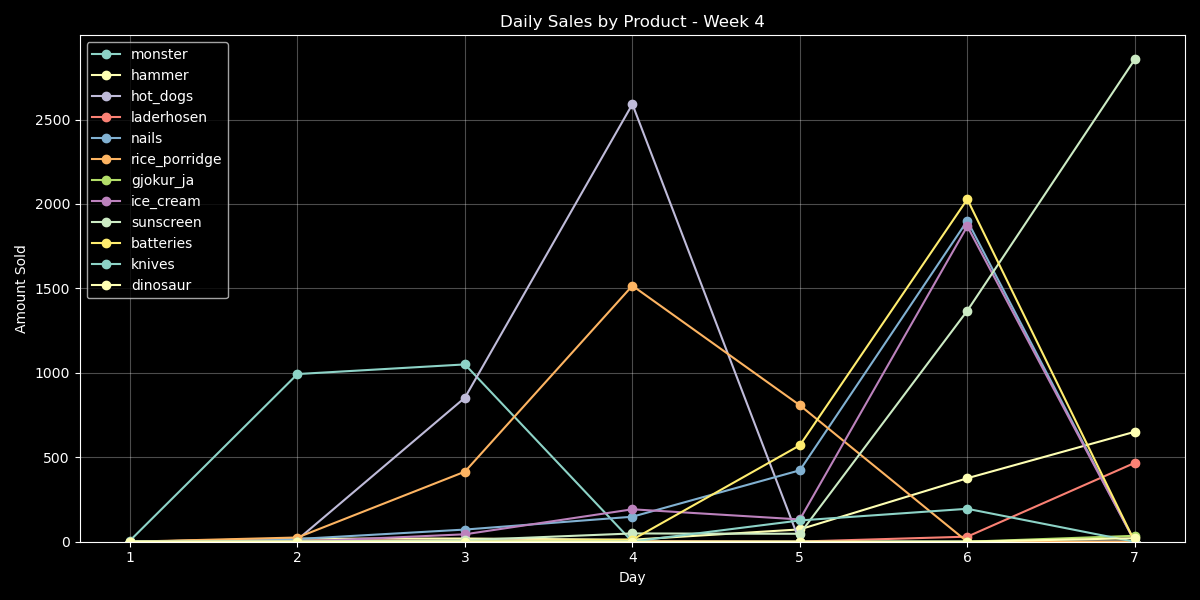 Daily Sales by Product - Week 4
monster
hammer
hot_dogs
laderhosen
nails
rice_porridge
gjokur_ja
ice_cream
sunscreen
batteries
knives
dinosaur
Amount Sold
2500
2000
1500
1000
500
0
1 2 3 4 5 6 7
Day